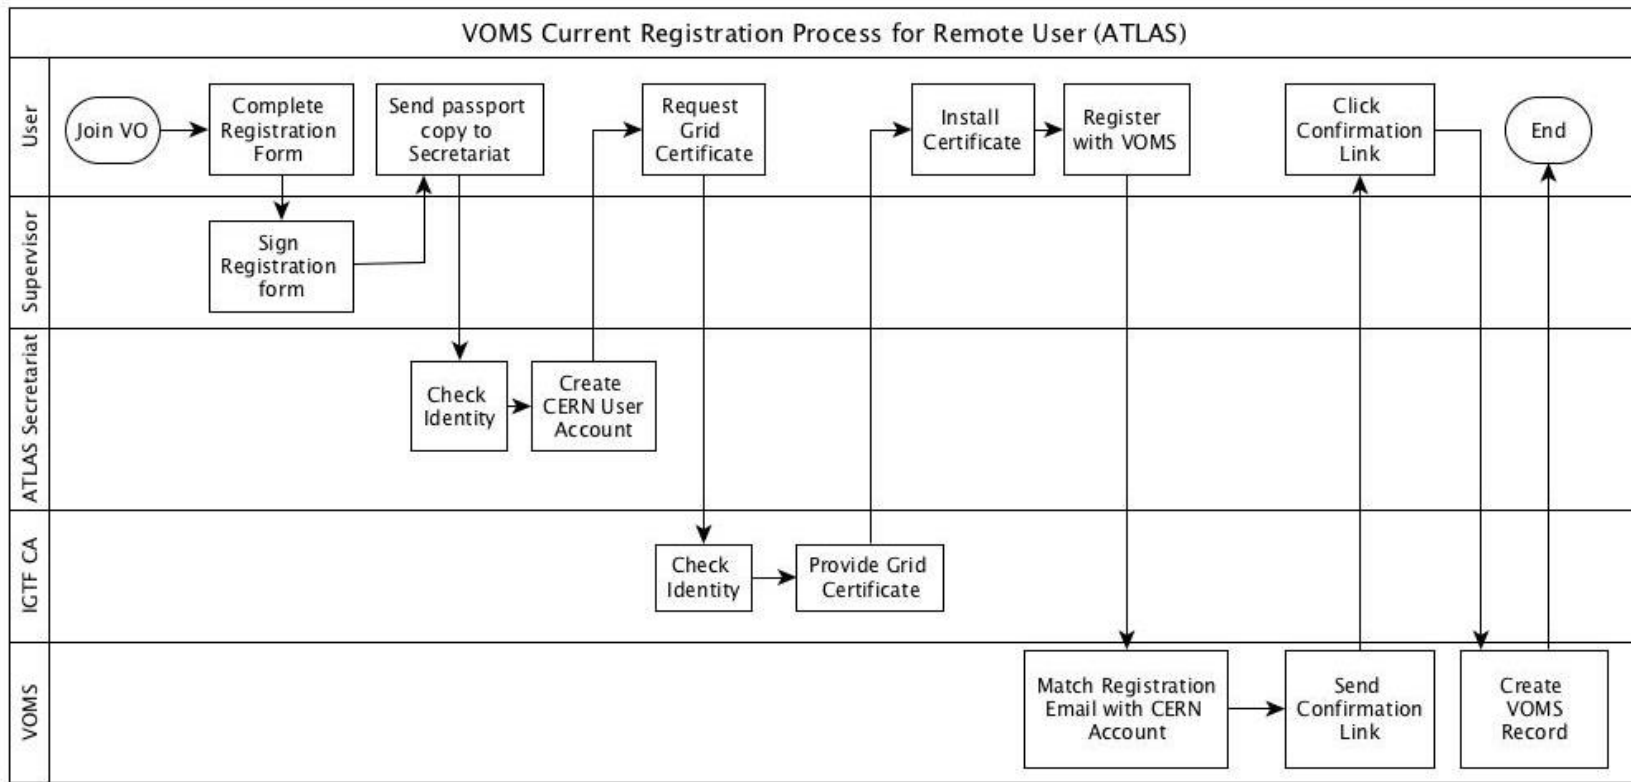 VOMS Current Registration Process for Remote User (ATLAS)
User
Join VO
Complete
Registration
Form
Send passport
copy to
Secretariat
Request
Grid
Certificate
Install
Certificate
Register
with VOMS
Click
Confirmation
Link
End
Supervisor
Sign
Registration
form
ATLAS Secretariat
Check
Identity
Create
CERN User
Account
IGTF CA
Check
Identity
Provide Grid
Certificate
VOMS
Match Registration
Email with CERN
Account
Send
Confirmation
Link
Create
VOMS
Record